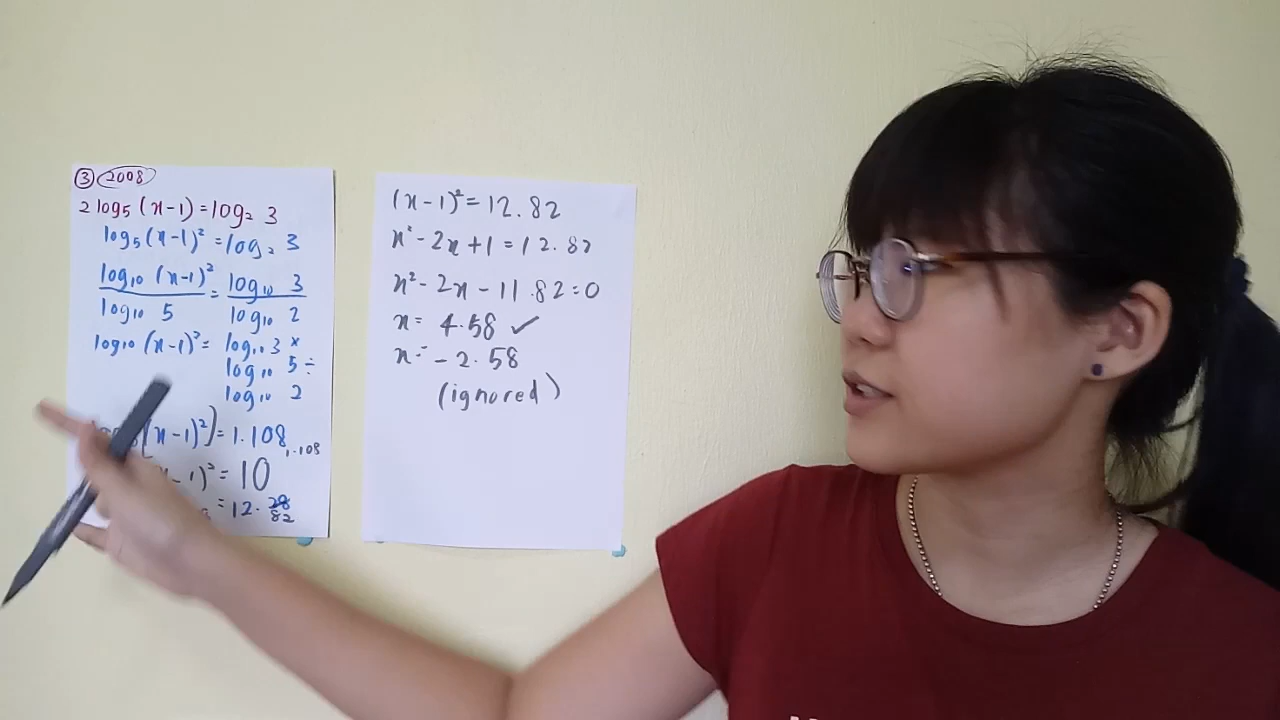 ③ 2008
2 log₅ (x-1) = log₂ 3
log₅ (x-1)² = log₂ 3
log₁₀ (x-1)² / log₁₀ 5 = log₁₀ 3 / log₁₀ 2
log₁₀ (x-1)² = log₁₀ 3 ×
log₁₀ 5 ÷
log₁₀ 2
(x-1)²) = 1.108
-1)² = 10^1.108
= 12. 82
(x-1)² = 12.82
x² - 2x + 1 = 12.82
x² - 2x - 11.82 = 0
x = 4.58 ✓
x = -2.58
(ignored)